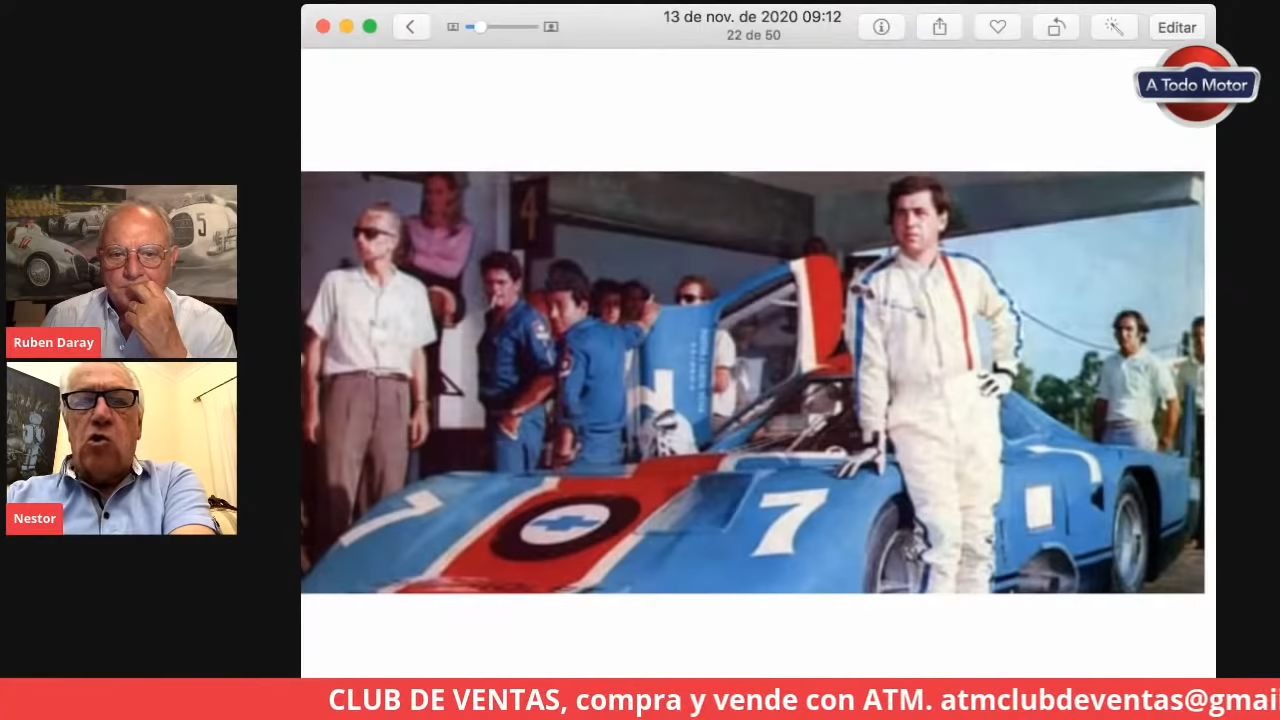 13 de nov. de 2020 09:12
22 de 50
Editar
A Todo Motor
4
5
Ruben Daray
Nestor
7
7
CLUB DE VENTAS, compra y vende con ATM. atmclubdeventas@gmai